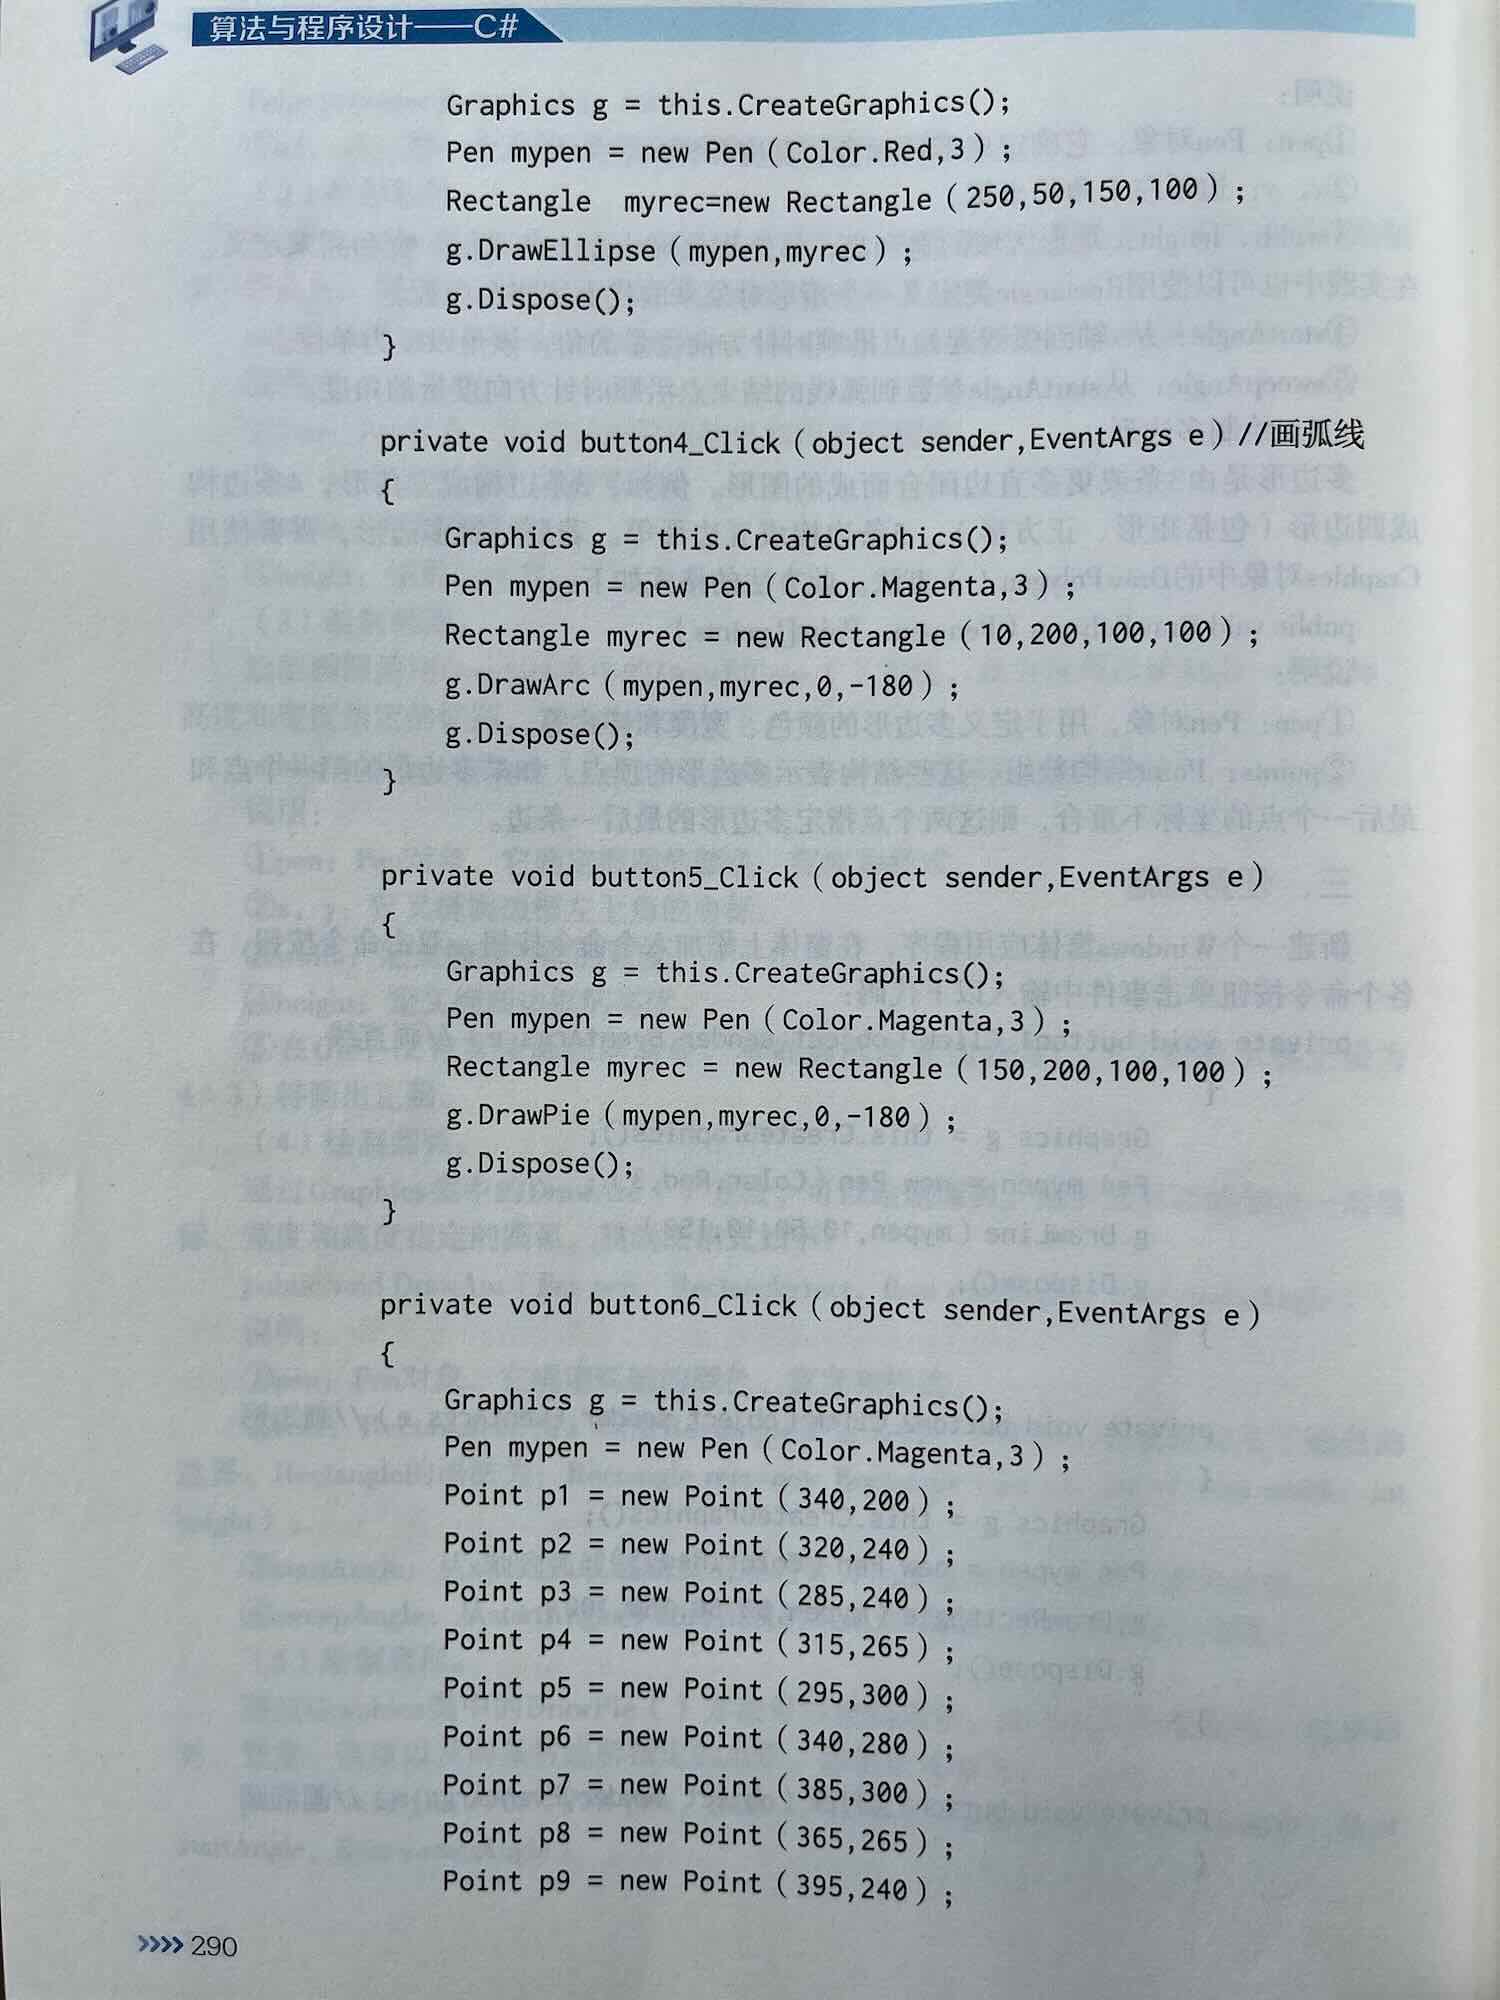 算法与程序设计——C#
Graphics g = this.CreateGraphics();
Pen mypen = new Pen（Color.Red,3）;
Rectangle  myrec=new Rectangle（250,50,150,100）;
g.DrawEllipse（mypen,myrec）;
g.Dispose();
}
private void button4_Click（object sender,EventArgs e）//画弧线
{
Graphics g = this.CreateGraphics();
Pen mypen = new Pen（Color.Magenta,3）;
Rectangle myrec = new Rectangle（10,200,100,100）;
g.DrawArc（mypen,myrec,0,-180）;
g.Dispose();
}
private void button5_Click（object sender,EventArgs e）
{
Graphics g = this.CreateGraphics();
Pen mypen = new Pen（Color.Magenta,3）;
Rectangle myrec = new Rectangle（150,200,100,100）;
g.DrawPie（mypen,myrec,0,-180）;
g.Dispose();
}
private void button6_Click（object sender,EventArgs e）
{
Graphics g = this.CreateGraphics();
Pen mypen = new Pen（Color.Magenta,3）;
Point p1 = new Point（340,200）;
Point p2 = new Point（320,240）;
Point p3 = new Point（285,240）;
Point p4 = new Point（315,265）;
Point p5 = new Point（295,300）;
Point p6 = new Point（340,280）;
Point p7 = new Point（385,300）;
Point p8 = new Point（365,265）;
Point p9 = new Point（395,240）;
>>>> 290